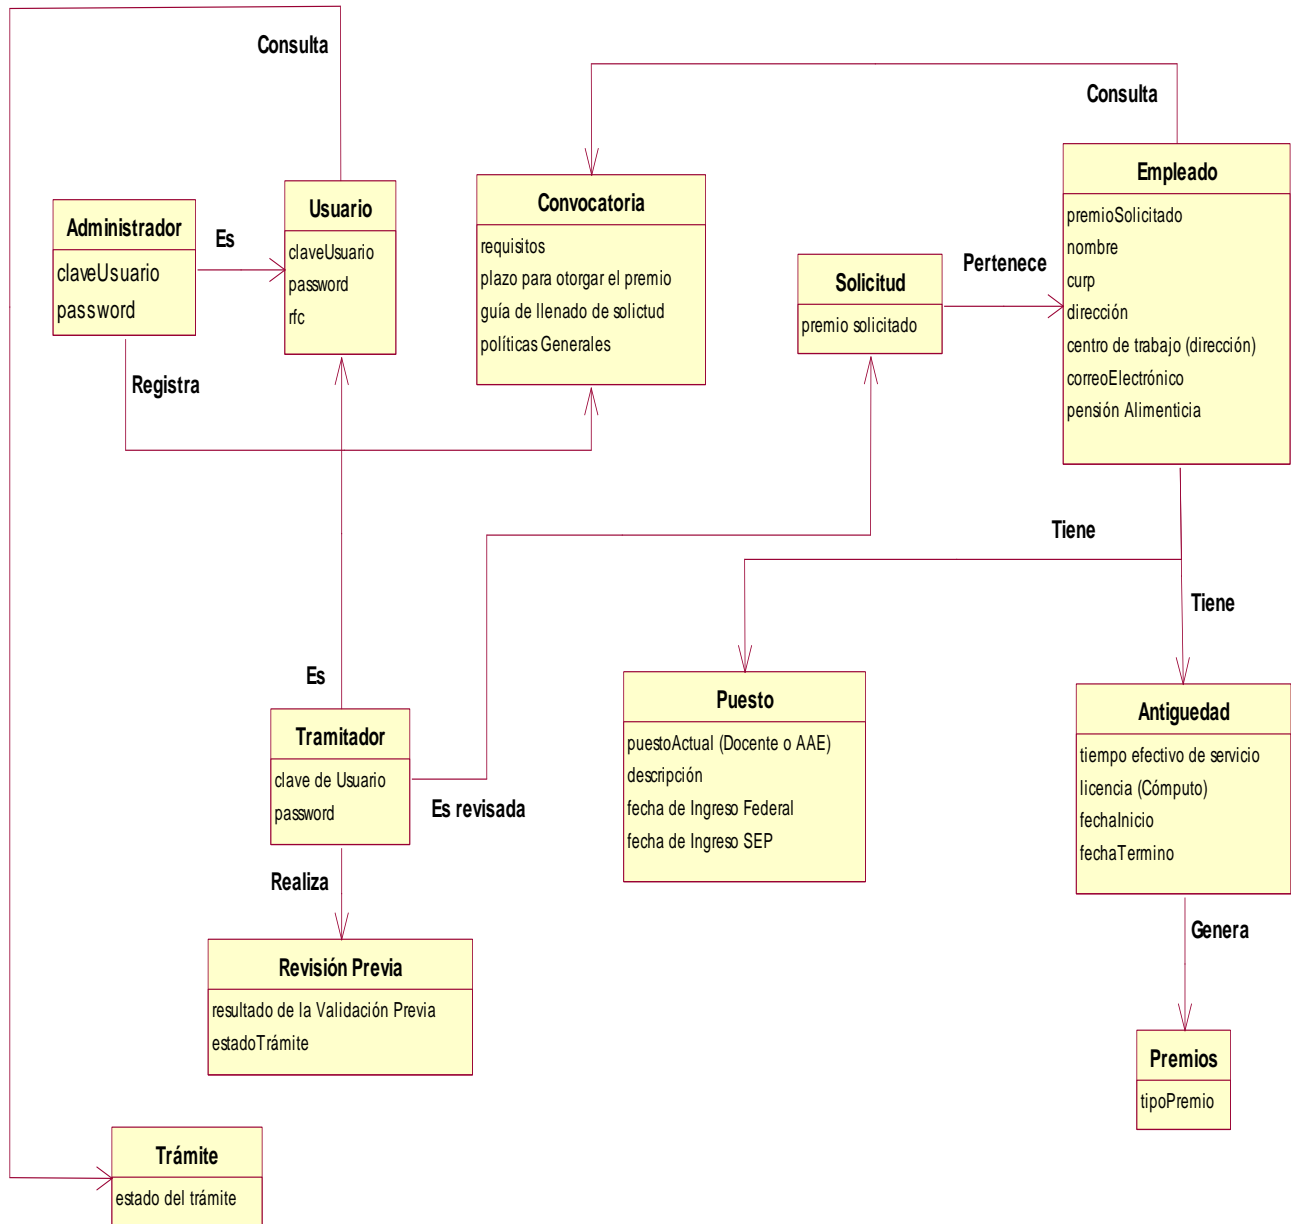 Consulta
Consulta
Empleado
premioSolicitado
nombre
curp
dirección
centro de trabajo (dirección)
correoElectrónico
pensión Alimenticia
Convocatoria
requisitos
plazo para otorgar el premio
guía de llenado de solictud
políticas Generales
Usuario
claveUsuario
password
rfc
Administrador
claveUsuario
password
Es
Solicitud
premio solicitado
Pertenece
Registra
Tiene
Tiene
Es
Puesto
puestoActual (Docente o AAE)
descripción
fecha de Ingreso Federal
fecha de Ingreso SEP
Antiguedad
tiempo efectivo de servicio
licencia (Cómputo)
fechaInicio
fechaTermino
Tramitador
clave de Usuario
password
Es revisada
Realiza
Genera
Revisión Previa
resultado de la Validación Previa
estadoTrámite
Premios
tipoPremio
Trámite
estado del trámite